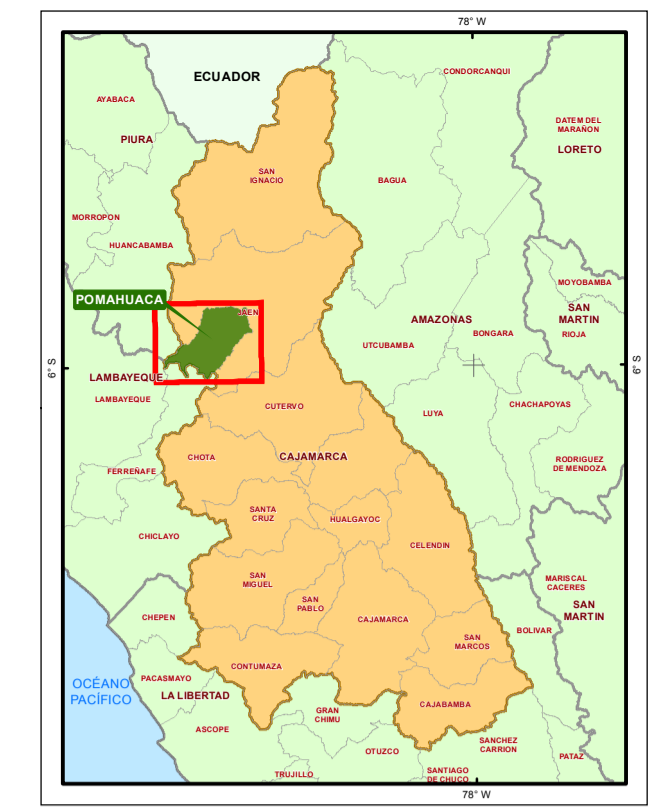 78° W
ECUADOR
CONDORCANQUI
AYABACA
DATEM DEL
MARAÑON
PIURA
LORETO
SAN
IGNACIO
BAGUA
MORROPON
HUANCABAMBA
MOYOBAMBA
POMAHUACA
JAEN
SAN
MARTIN
AMAZONAS
BONGARA
RIOJA
UTCUBAMBA
6° S
6° S
LAMBAYEQUE
LAMBAYEQUE
CUTERVO
LUYA
CHACHAPOYAS
CHOTA
CAJAMARCA
FERREÑAFE
RODRIGUEZ
DE MENDOZA
SANTA
CRUZ
HUALGAYOC
CHICLAYO
CELENDIN
SAN
MIGUEL
MARISCAL
CACERES
SAN
PABLO
SAN
MARTIN
CHEPEN
CAJAMARCA
BOLIVAR
SAN
MARCOS
CONTUMAZA
PACASMAYO
OCÉANO
PACÍFICO
LA LIBERTAD
CAJABAMBA
GRAN
CHIMU
ASCOPE
SANCHEZ
CARRION
OTUZCO
PATAZ
TRUJILLO
SANTIAGO
DE CHUCO
78° W